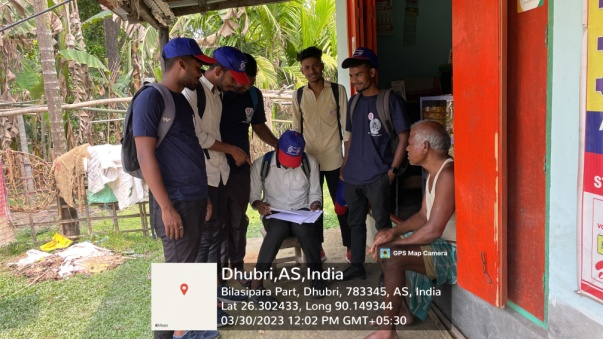 GPS Map Camera
Dhubri,AS,India
Bilasipara Part, Dhubri, 783345, AS, India
Lat 26.302433, Long 90.149344
03/30/2023 12:02 PM GMT+05:30